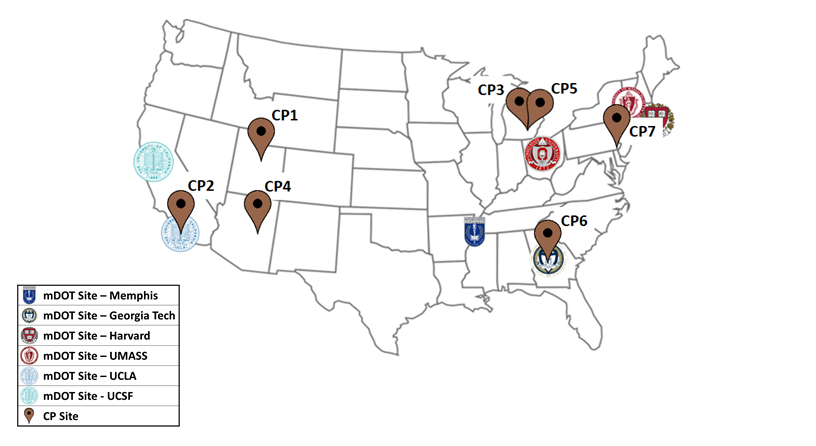 CP3
CP5
CP1
CP7
CP2
CP4
CP6
mDOT Site – Memphis
mDOT Site – Georgia Tech
mDOT Site – Harvard
mDOT Site – UMASS
mDOT Site – UCLA
mDOT Site - UCSF
CP Site